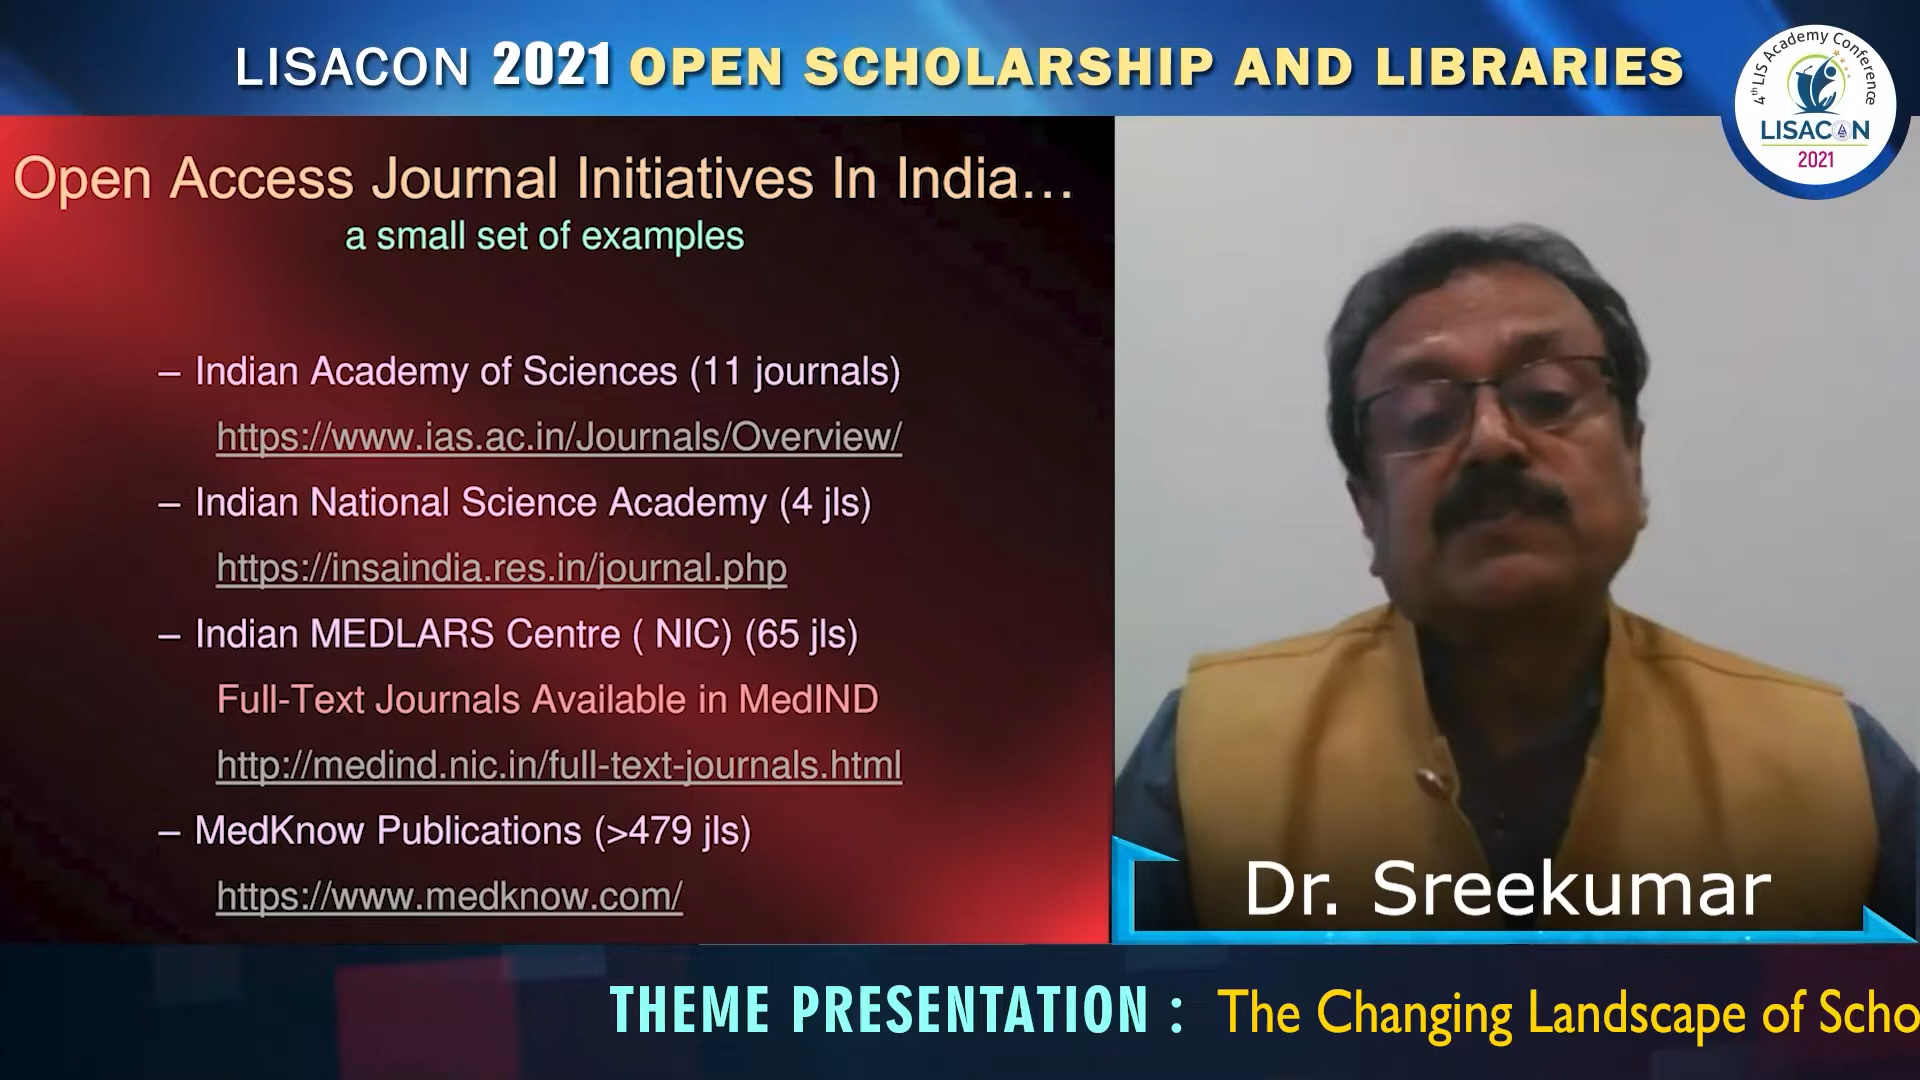 LISACON 2021 OPEN SCHOLARSHIP AND LIBRARIES
4th LIS Academy Conference
LISACON
2021
Open Access Journal Initiatives In India…
a small set of examples
– Indian Academy of Sciences (11 journals)
https://www.ias.ac.in/Journals/Overview/
– Indian National Science Academy (4 jls)
https://insaindia.res.in/journal.php
– Indian MEDLARS Centre ( NIC) (65 jls)
Full-Text Journals Available in MedIND
http://medind.nic.in/full-text-journals.html
– MedKnow Publications (>479 jls)
https://www.medknow.com/
Dr. Sreekumar
THEME PRESENTATION : The Changing Landscape of Scho